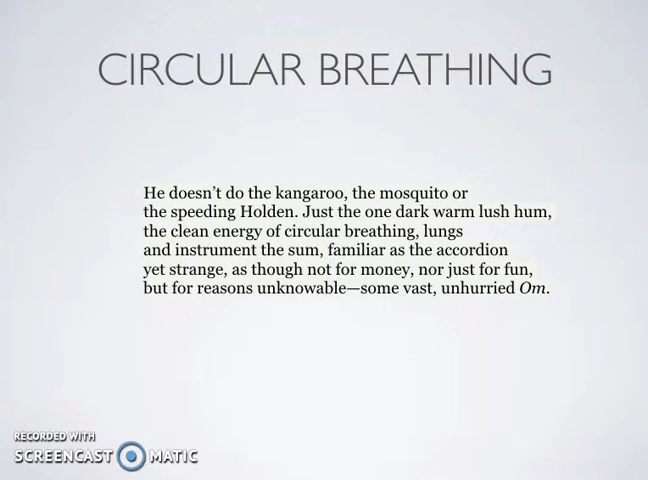 CIRCULAR BREATHING
He doesn’t do the kangaroo, the mosquito or
the speeding Holden. Just the one dark warm lush hum,
the clean energy of circular breathing, lungs
and instrument the sum, familiar as the accordion
yet strange, as though not for money, nor just for fun,
but for reasons unknowable—some vast, unhurried Om.
RECORDED WITH
SCREENCAST MATIC